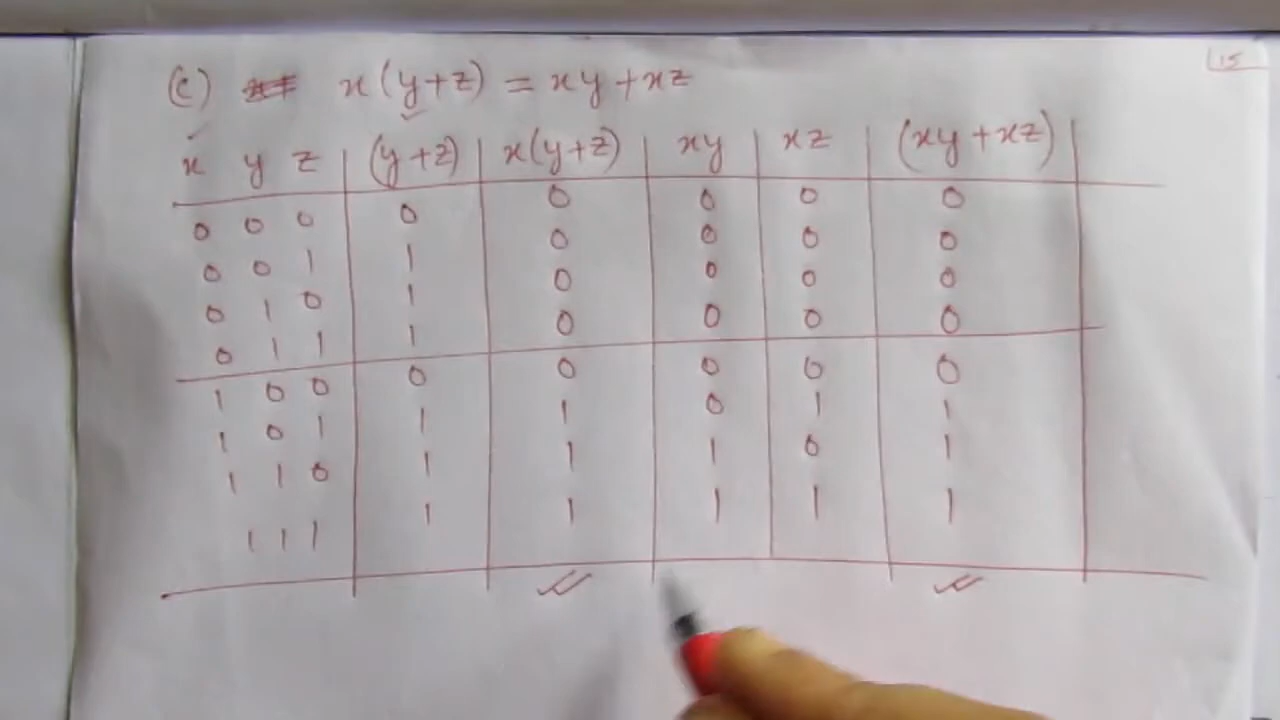 15
(c) x(y+z) = xy+xz
x y z (y+z) x(y+z) xy xz (xy+xz)
0 0 0 0 0 0 0 0
0 0 1 1 0 0 0 0
0 1 0 1 0 0 0 0
0 1 1 1 0 0 0 0
1 0 0 0 0 0 0 0
1 0 1 1 1 0 1 1
1 1 0 1 1 1 0 1
1 1 1 1 1 1 1 1